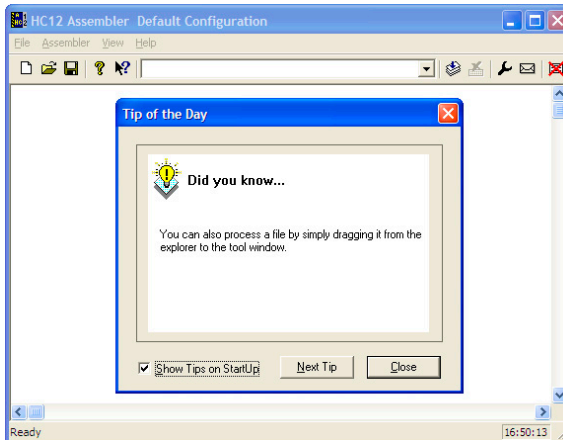 HC12 Assembler Default Configuration
File Assembler View Help
Tip of the Day
Did you know...
You can also process a file by simply dragging it from the
explorer to the tool window.
Show Tips on StartUp
Next Tip
Close
Ready
16:50:13